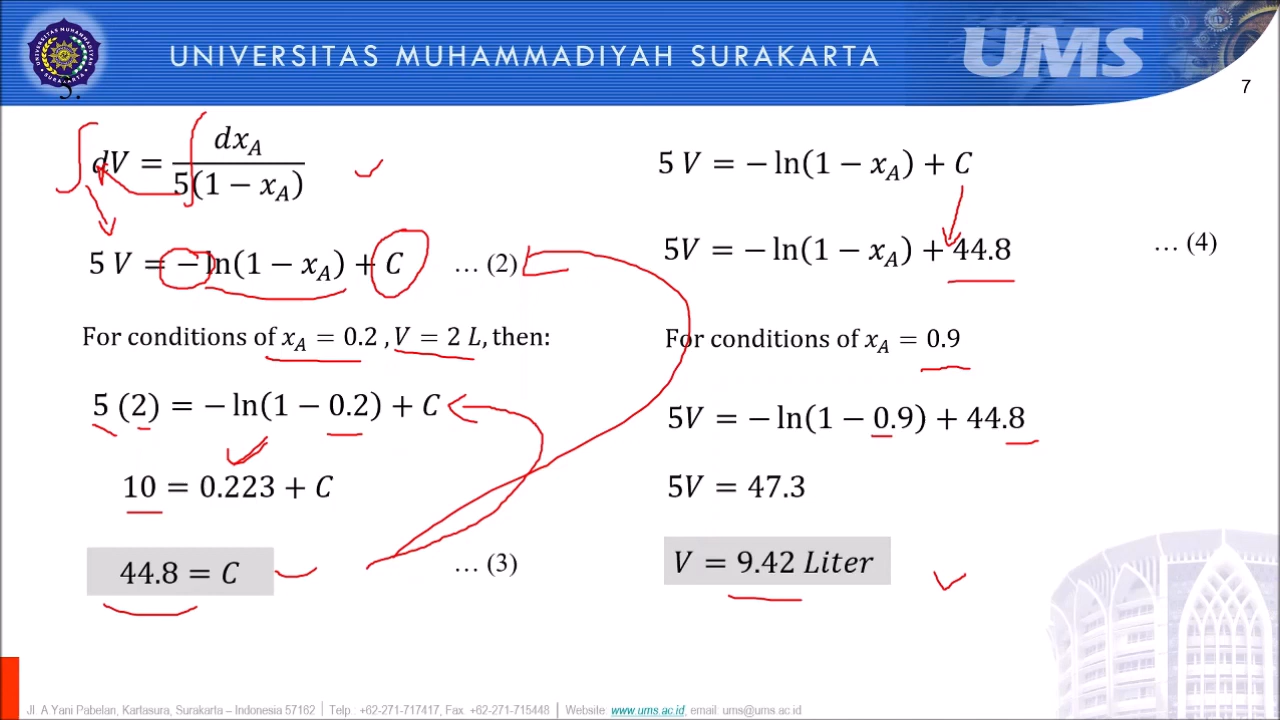 UNIVERSITAS MUHAMMADIYAH SURAKARTA
UMS
7
3.
dV = dx_A / 5(1 − x_A)
5 V = − ln(1 − x_A) + C … (2)
For conditions of x_A = 0.2 , V = 2 L, then:
5 (2) = − ln(1 − 0.2) + C
10 = 0.223 + C
44.8 = C … (3)
5 V = − ln(1 − x_A) + C
5V = − ln(1 − x_A) + 44.8 … (4)
For conditions of x_A = 0.9
5V = − ln(1 − 0.9) + 44.8
5V = 47.3
V = 9.42 Liter
Jl. A Yani Pabelan, Kartasura, Surakarta – Indonesia 57162 | Telp.. +62-271-717417, Fax. +62-271-715448 | Website: www.ums.ac.id, email: ums@ums.ac.id